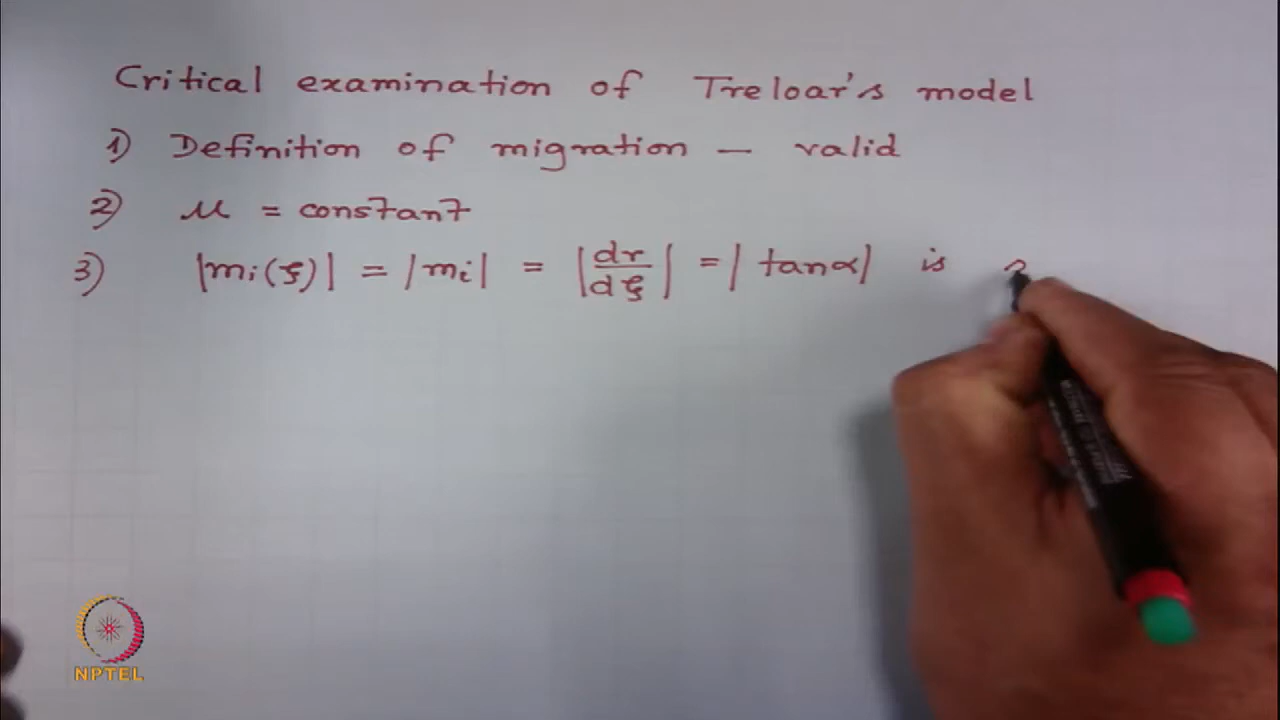 Critical examination of Treloar's model
1) Definition of migration – valid
2) μ = constant
3) |mi(ξ)| = |mi| = |dr/dξ| = |tanα| is
NPTEL